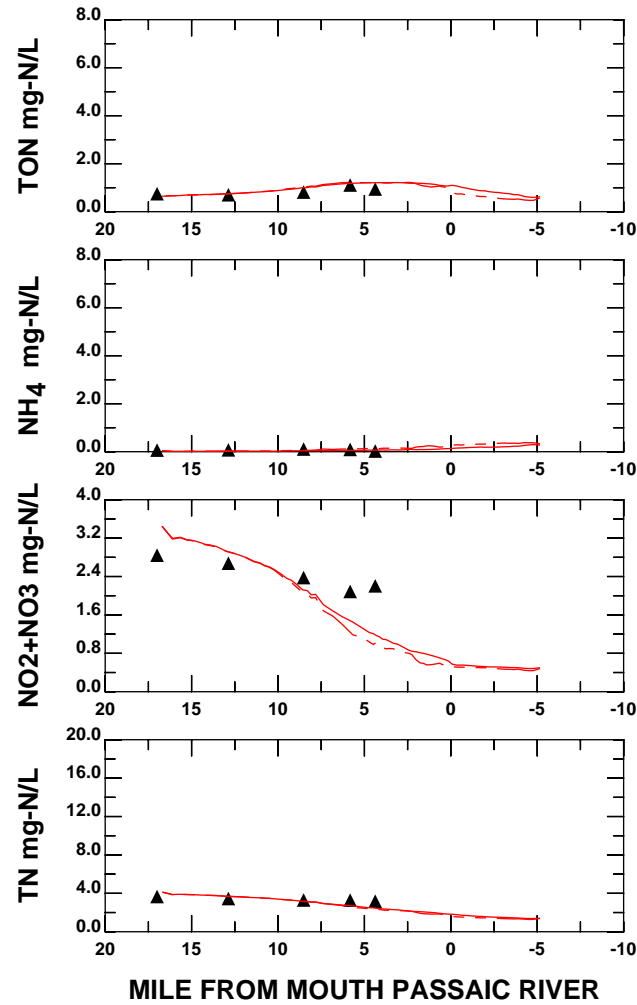 8.0
6.0
4.0
2.0
0.0
TON mg-N/L
20 15 10 5 0 -5 -10
8.0
6.0
4.0
2.0
0.0
NH4 mg-N/L
20 15 10 5 0 -5 -10
4.0
3.2
2.4
1.6
0.8
0.0
NO2+NO3 mg-N/L
20 15 10 5 0 -5 -10
20.0
16.0
12.0
8.0
4.0
0.0
TN mg-N/L
20 15 10 5 0 -5 -10
MILE FROM MOUTH PASSAIC RIVER